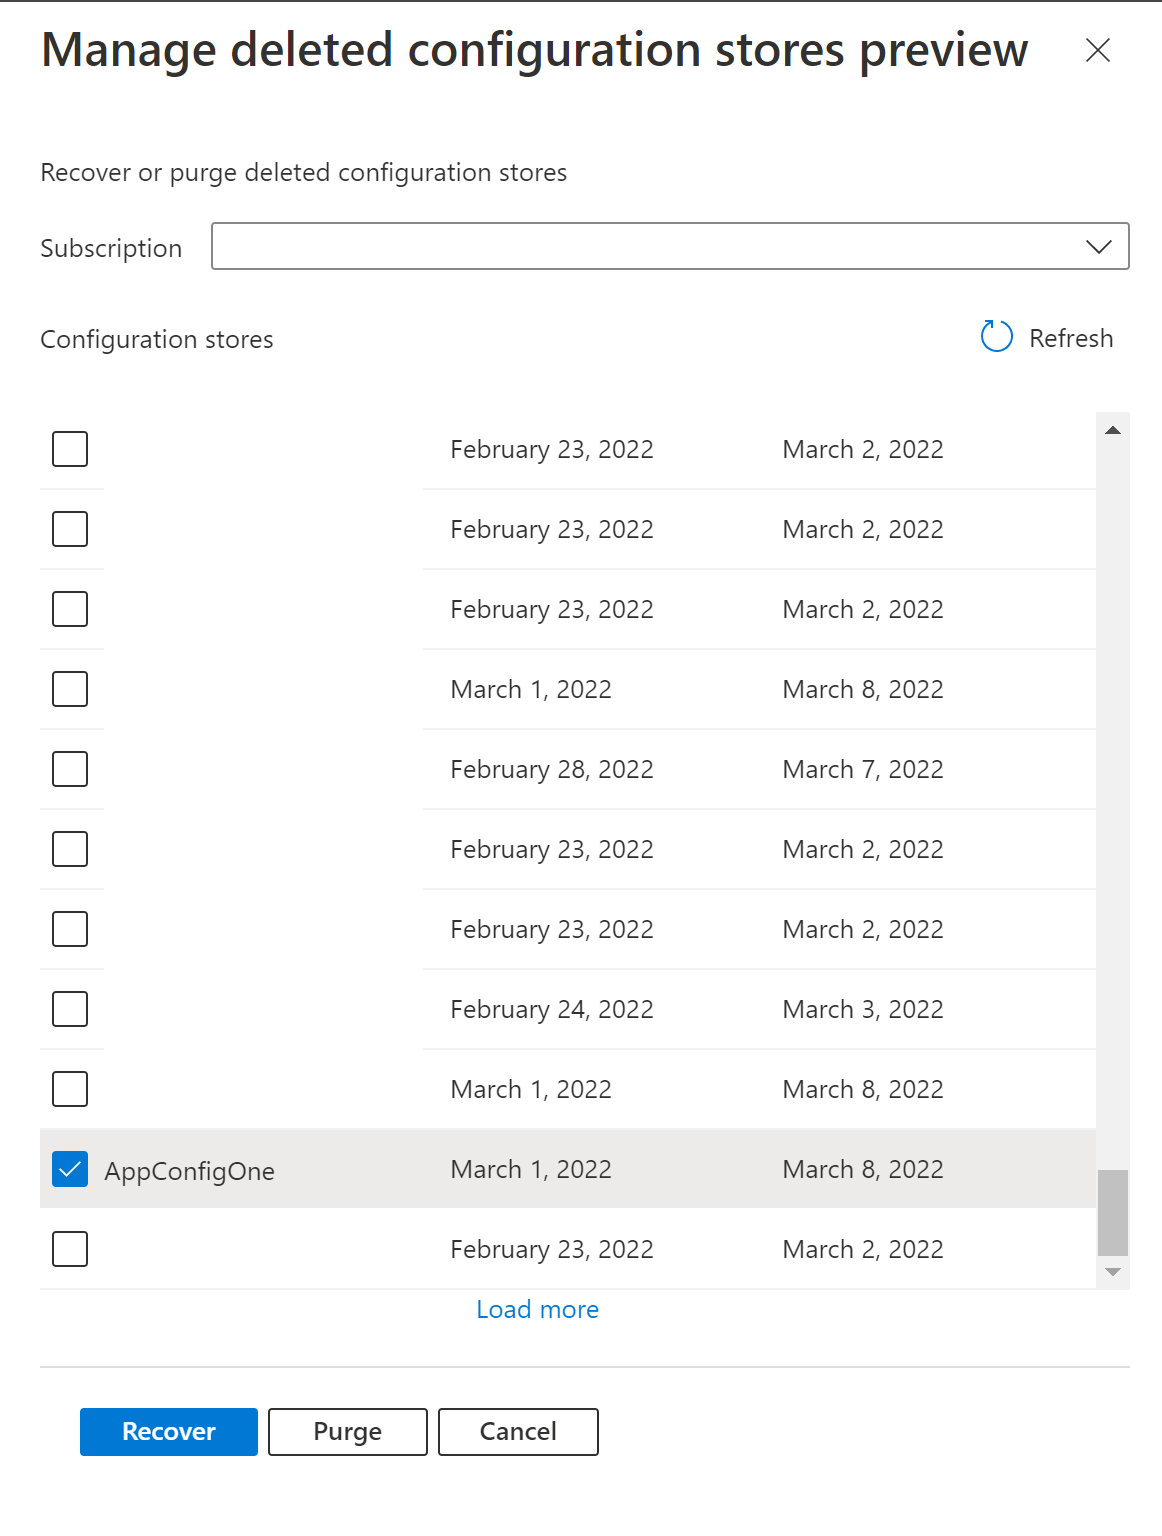 Manage deleted configuration stores preview
Recover or purge deleted configuration stores
Subscription
Configuration stores Refresh
February 23, 2022 March 2, 2022
February 23, 2022 March 2, 2022
February 23, 2022 March 2, 2022
March 1, 2022 March 8, 2022
February 28, 2022 March 7, 2022
February 23, 2022 March 2, 2022
February 23, 2022 March 2, 2022
February 24, 2022 March 3, 2022
March 1, 2022 March 8, 2022
AppConfigOne March 1, 2022 March 8, 2022
February 23, 2022 March 2, 2022
Load more
Recover Purge Cancel